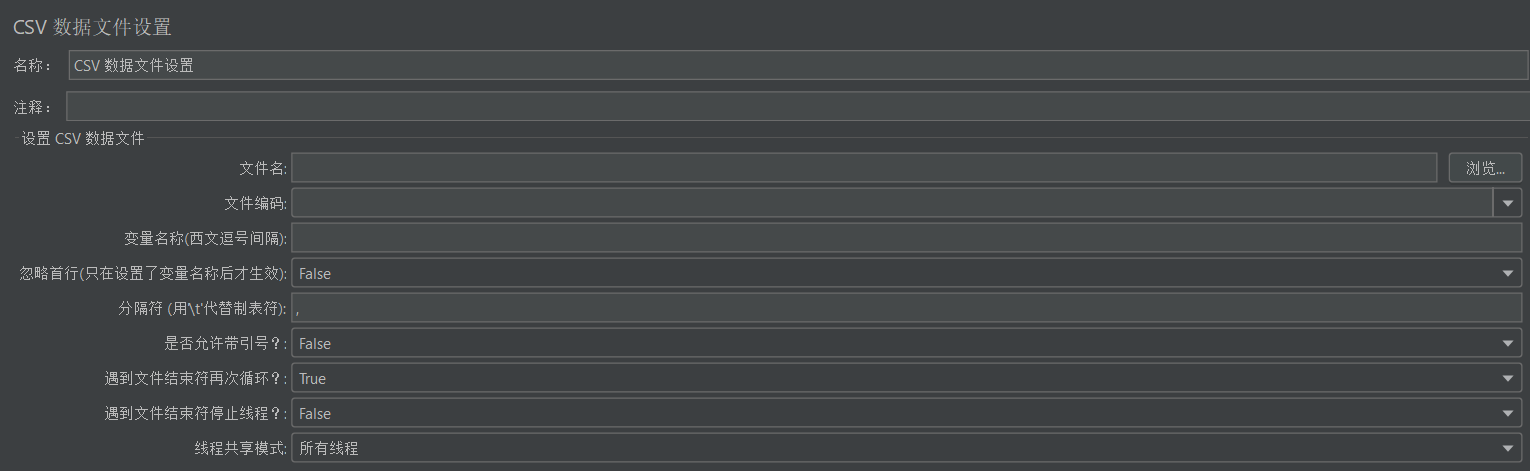 CSV 数据文件设置
名称： CSV 数据文件设置
注释：
设置 CSV 数据文件
文件名: 浏览...
文件编码:
变量名称(西文逗号间隔):
忽略首行(只在设置了变量名称后才生效): False
分隔符 (用'\t'代替制表符): ,
是否允许带引号？: False
遇到文件结束符再次循环？: True
遇到文件结束符停止线程？: False
线程共享模式: 所有线程